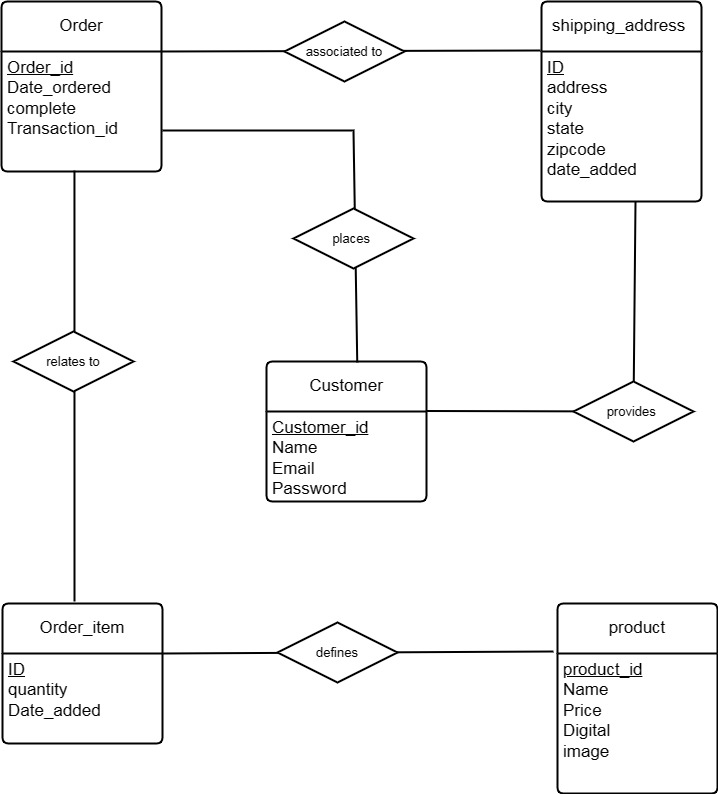 Order
Order_id
Date_ordered
complete
Transaction_id
associated to
shipping_address
ID
address
city
state
zipcode
date_added
places
relates to
Customer
Customer_id
Name
Email
Password
provides
Order_item
ID
quantity
Date_added
defines
product
product_id
Name
Price
Digital
image